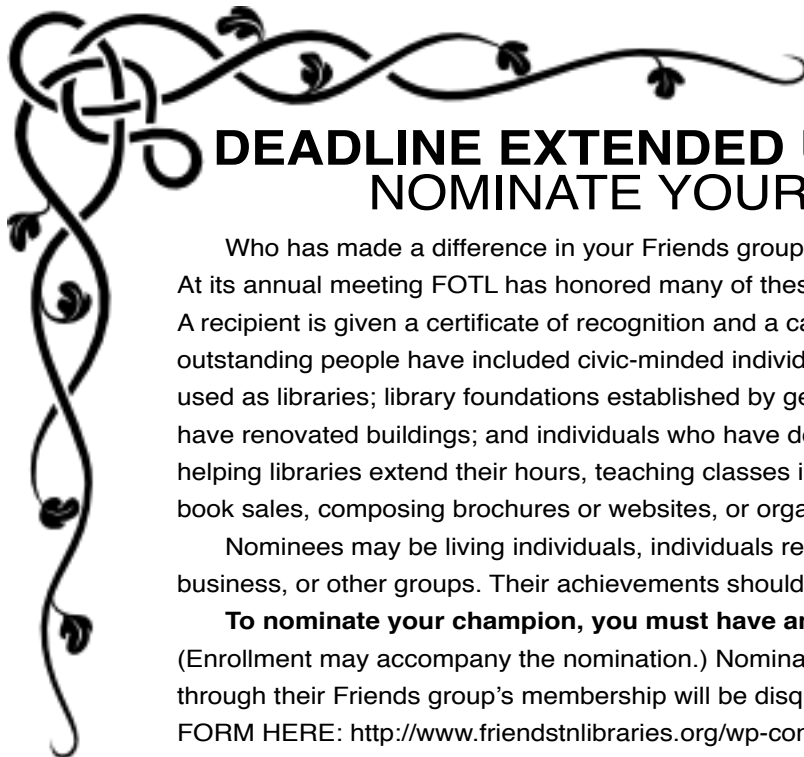 DEADLINE EXTENDED
NOMINATE YOUR
Who has made a difference in your Friends group
At its annual meeting FOTL has honored many of thes
A recipient is given a certificate of recognition and a ca
outstanding people have included civic-minded individ
used as libraries; library foundations established by ge
have renovated buildings; and individuals who have de
helping libraries extend their hours, teaching classes i
book sales, composing brochures or websites, or orga
Nominees may be living individuals, individuals re
business, or other groups. Their achievements should
To nominate your champion, you must have an
(Enrollment may accompany the nomination.) Nomina
through their Friends group's membership will be disq
FORM HERE: http://www.friendstnlibraries.org/wp-con